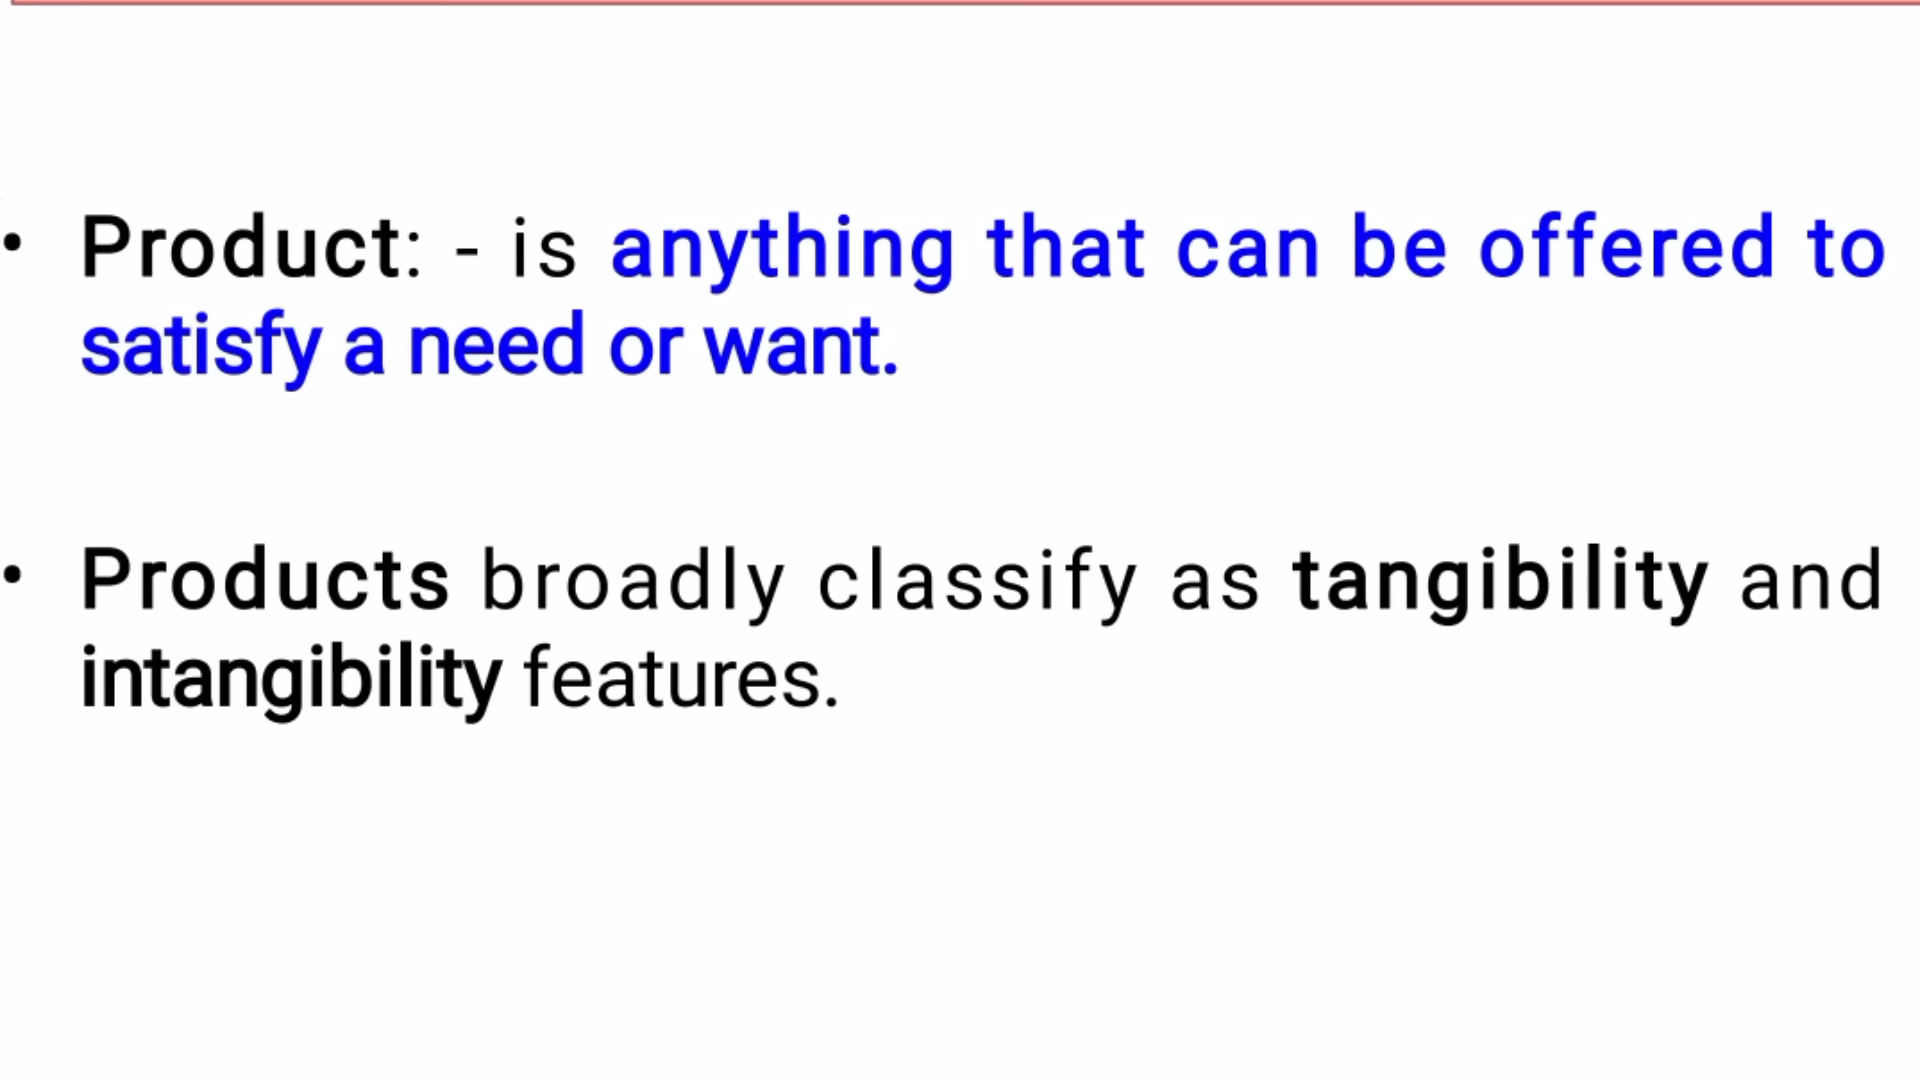 • Product: - is anything that can be offered to
satisfy a need or want.
• Products broadly classify as tangibility and
intangibility features.